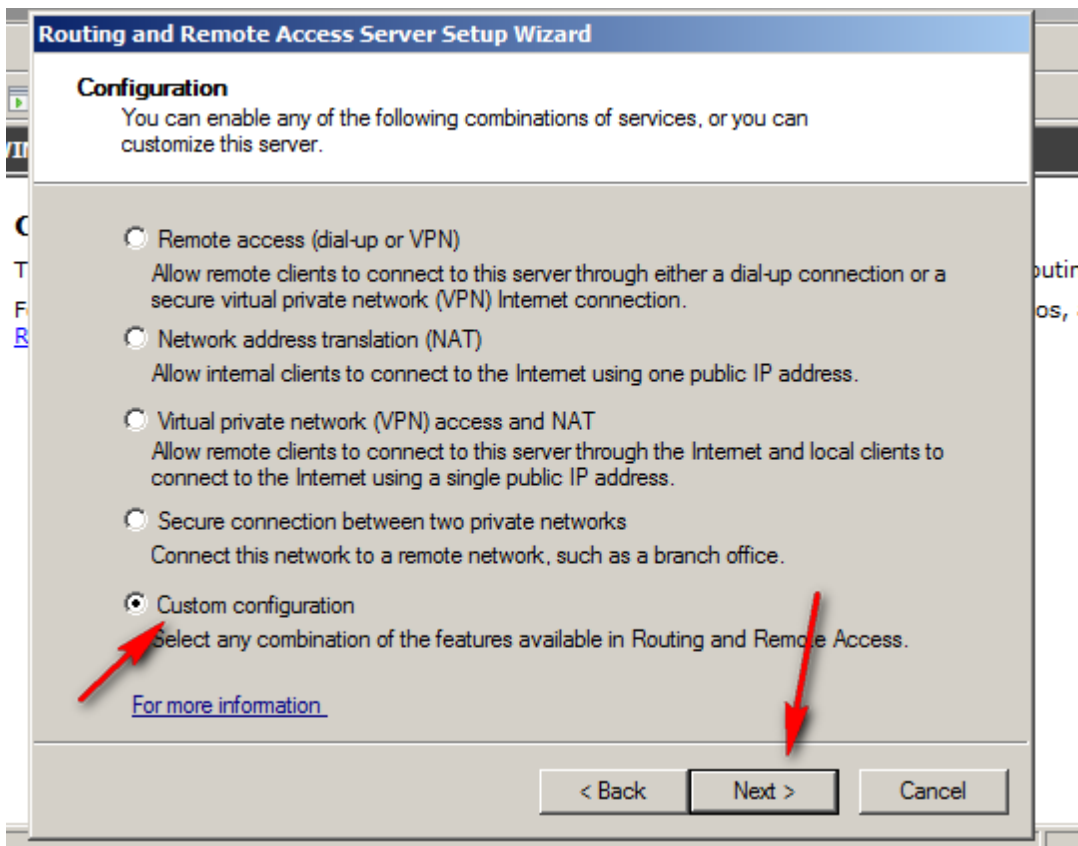 Routing and Remote Access Server Setup Wizard
Configuration
You can enable any of the following combinations of services, or you can
customize this server.
Remote access (dial-up or VPN)
Allow remote clients to connect to this server through either a dial-up connection or a
secure virtual private network (VPN) Internet connection.
Network address translation (NAT)
Allow internal clients to connect to the Internet using one public IP address.
Virtual private network (VPN) access and NAT
Allow remote clients to connect to this server through the Internet and local clients to
connect to the Internet using a single public IP address.
Secure connection between two private networks
Connect this network to a remote network, such as a branch office.
Custom configuration
Select any combination of the features available in Routing and Remote Access.
For more information
< Back
Next >
Cancel